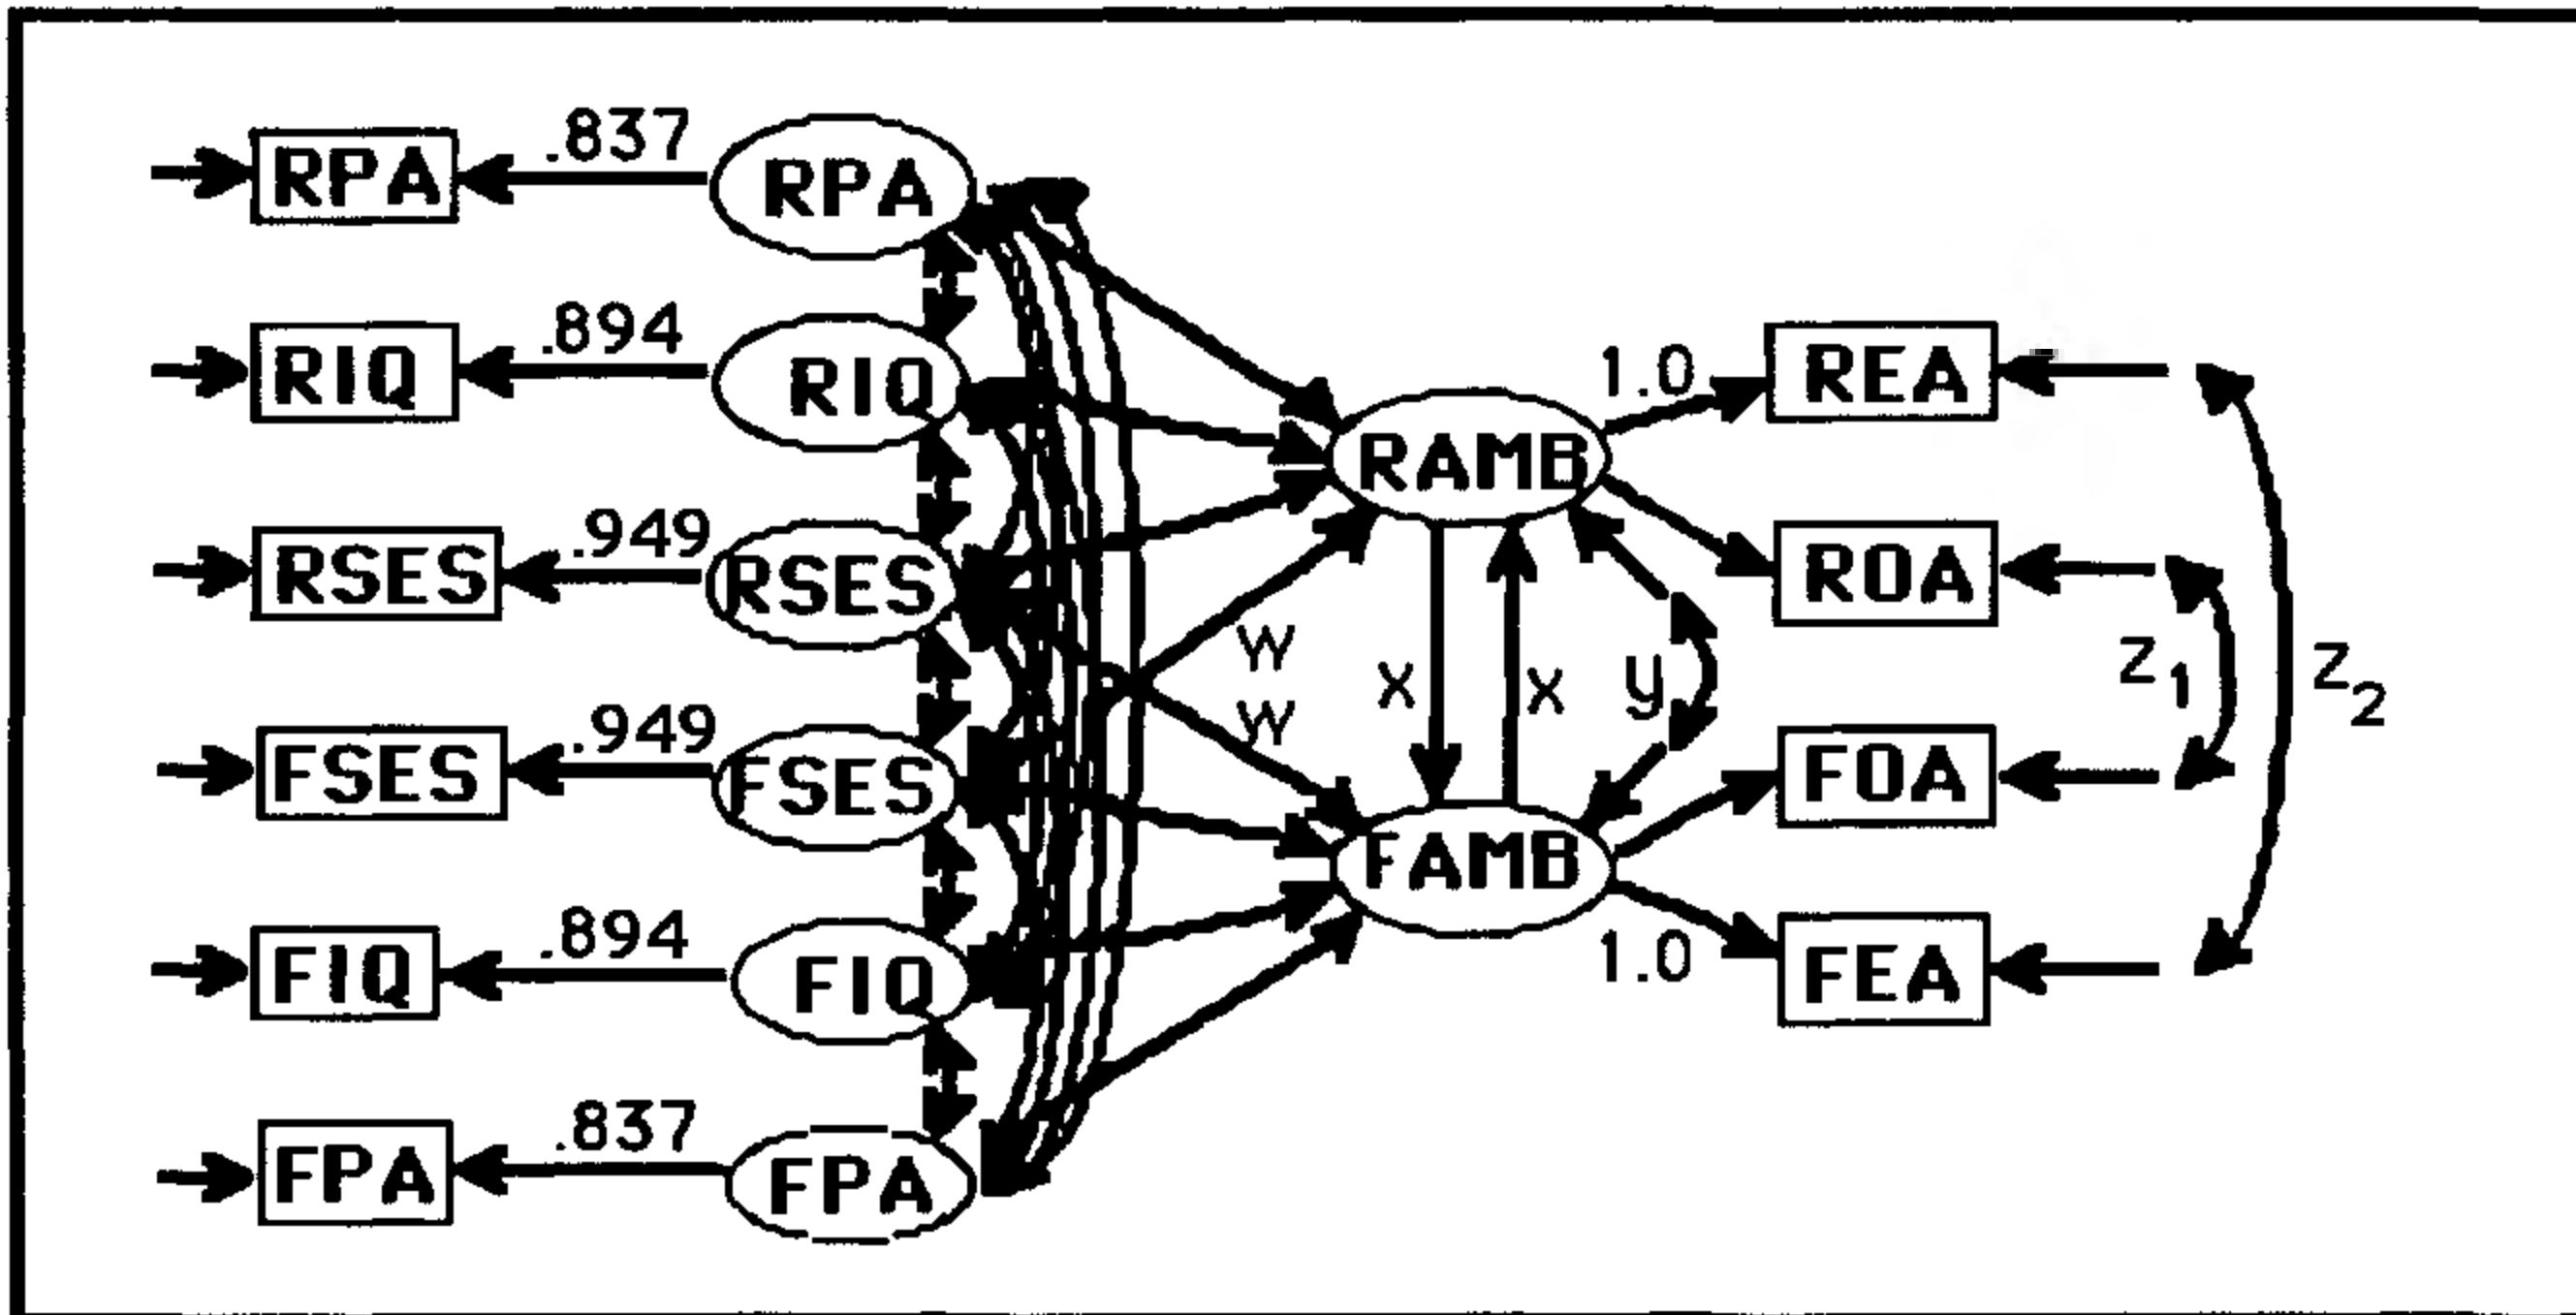 RPA .837 RPA
RIQ .894 RIQ
RSES .949 RSES
FSES .949 FSES
FIQ .894 FIQ
FPA .837 FPA
w
w
RAMB
x x y
FAMB
1.0 REA
ROA
FOA
1.0 FEA
z1
z2